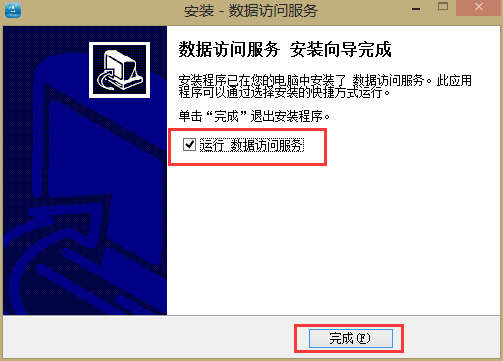 安装 - 数据访问服务
数据访问服务 安装向导完成
安装程序已在您的电脑中安装了 数据访问服务。此应用
程序可以通过选择安装的快捷方式运行。
单击“完成”退出安装程序。
运行 数据访问服务
完成(F)